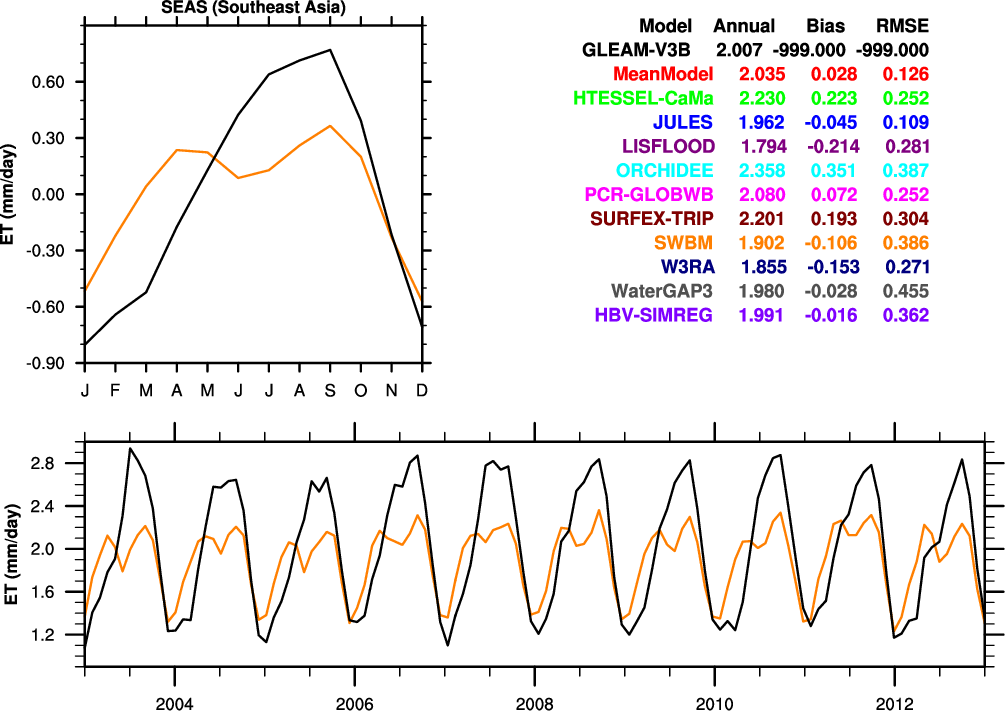 SEAS (Southeast Asia)
ET (mm/day)
0.60
0.30
0.00
-0.30
-0.60
-0.90
J F M A M J J A S O N D
Model Annual Bias RMSE
GLEAM-V3B 2.007 -999.000 -999.000
MeanModel 2.035 0.028 0.126
HTESSEL-CaMa 2.230 0.223 0.252
JULES 1.962 -0.045 0.109
LISFLOOD 1.794 -0.214 0.281
ORCHIDEE 2.358 0.351 0.387
PCR-GLOBWB 2.080 0.072 0.252
SURFEX-TRIP 2.201 0.193 0.304
SWBM 1.902 -0.106 0.386
W3RA 1.855 -0.153 0.271
WaterGAP3 1.980 -0.028 0.455
HBV-SIMREG 1.991 -0.016 0.362
ET (mm/day)
2.8
2.4
2.0
1.6
1.2
2004 2006 2008 2010 2012